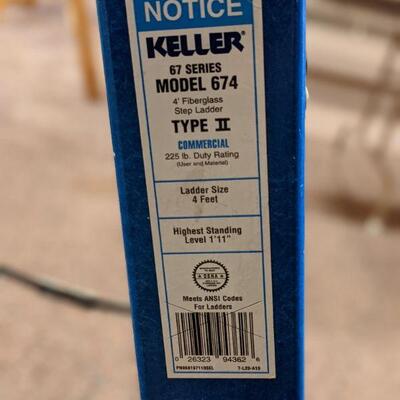 NOTICE
KELLER®
67 SERIES
MODEL 674
4' Fiberglass
Step Ladder
TYPE II
COMMERCIAL
225 lb. Duty Rating
(User and Material)
Ladder Size
4 Feet
Highest Standing
Level 1'11"
OSHA
Meets ANSI Codes
For Ladders
0 26323 94362 6